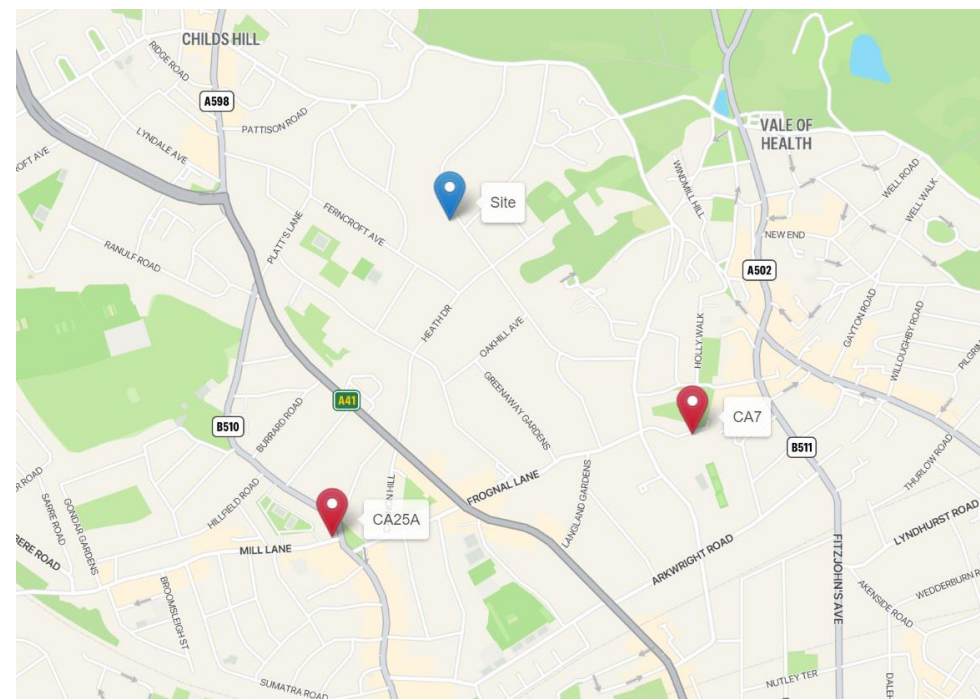 CHILDS HILL
RIDGE ROAD
A598
PATTISON ROAD
VALE OF
HEALTH
LYNDALE AVE
CROFT AVE
WINDMILL HILL
WELL ROAD
WELL WALK
Site
PLATT'S LANE
FERNCROFT AVE
NEW END
RANULF ROAD
A502
HEATH DR
OAKHILL AVE
HOLLY WALK
GAYTON ROAD
WILLOUGHBY ROAD
GREENAWAY GARDENS
A41
CA7
B510
BURRARD ROAD
B511
THURLOW ROAD
FROGNAL LANE
LANGLAND GARDENS
HILLFIELD ROAD
SARRE ROAD
GONDAR GARDENS
CA25A
LYNDHURST ROAD
MILL LANE
ARKWRIGHT ROAD
FITZJOHN'S AVE
BROOMSLEIGH ST
AKENSIDE ROAD
SUMATRA ROAD
NUTLEY TER